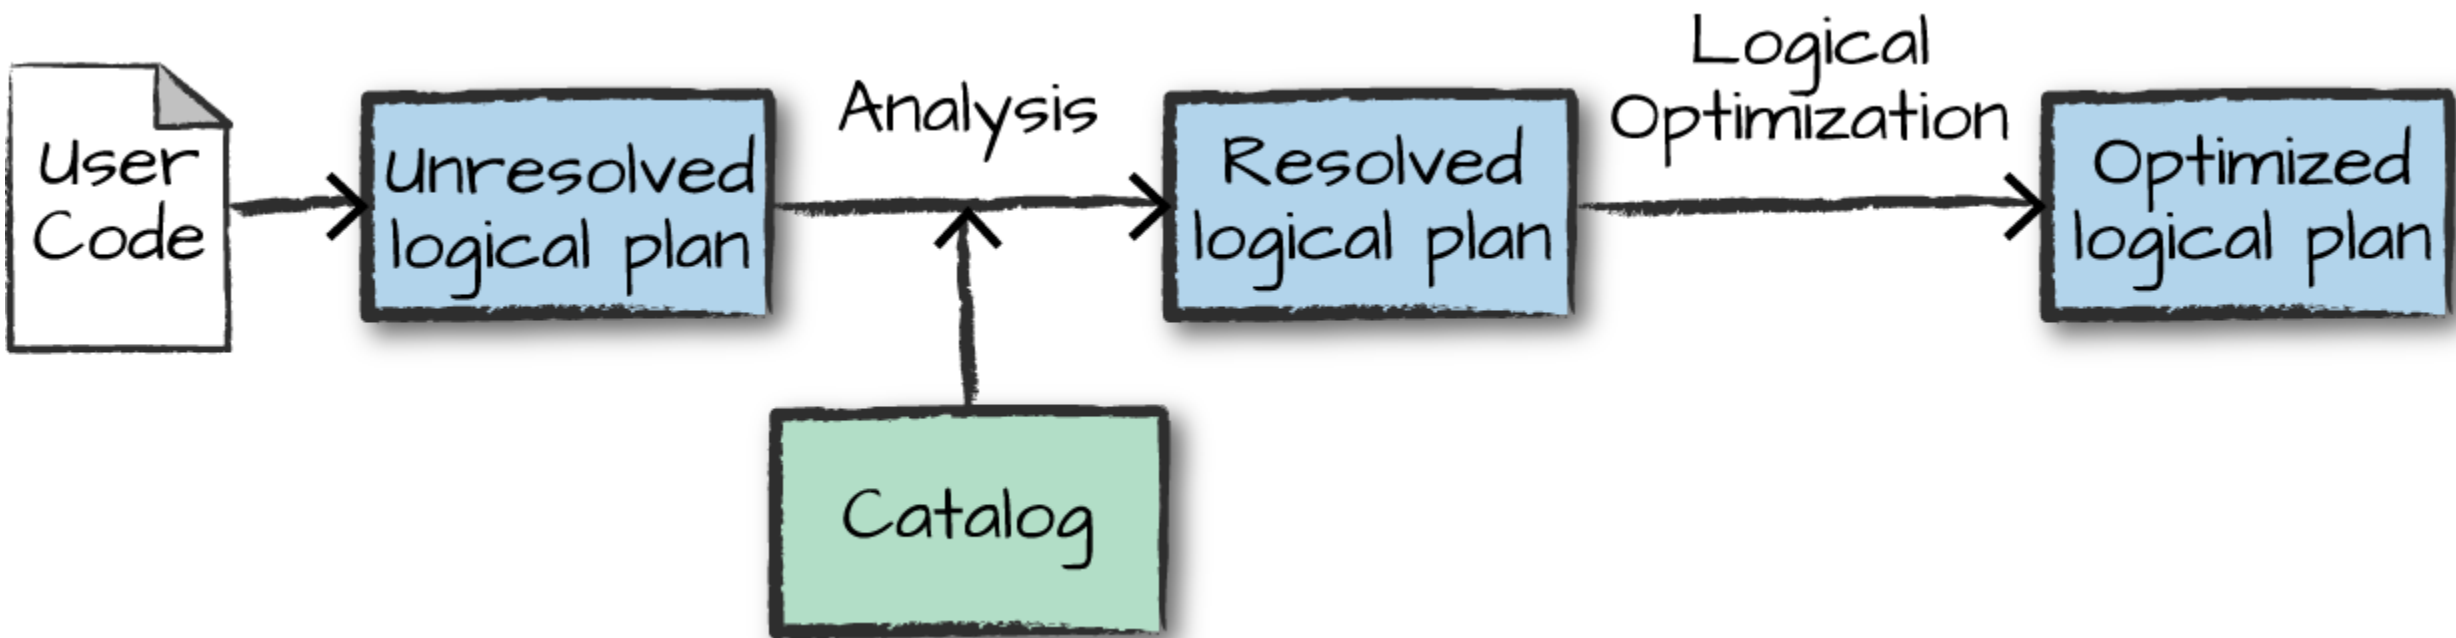 User
Code
Unresolved
logical plan
Analysis
Resolved
logical plan
Logical
Optimization
Optimized
logical plan
Catalog